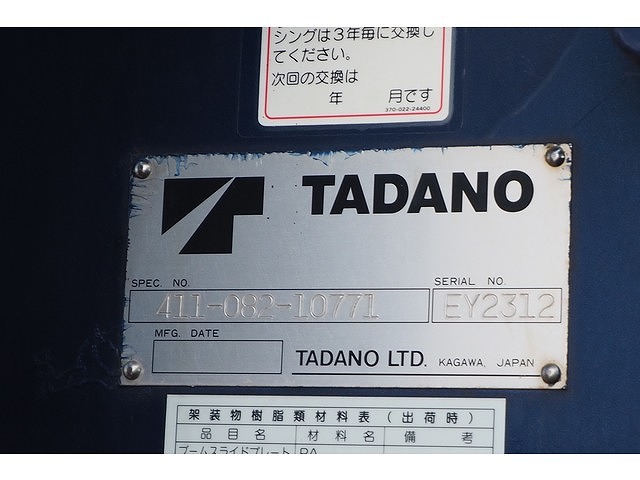 シングは3年毎に交換し
てください。
次回の交換は
年 月です
370-022-24400
TADANO
SPEC. NO.
SERIAL NO.
411-082-10771
EY2312
MFG. DATE
TADANO LTD. KAGAWA, JAPAN
架装物樹脂類材料表(出荷時)
品目名 材料名 備考
ブームスライドプレート PA